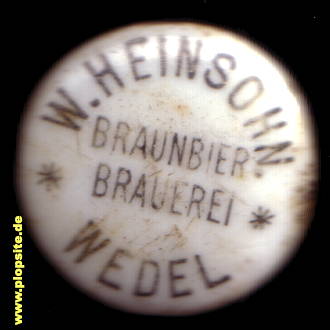 W. HEINSOHN.
BRAUNBIER-
BRAUEREI
* WEDEL *
www.plopsite.de